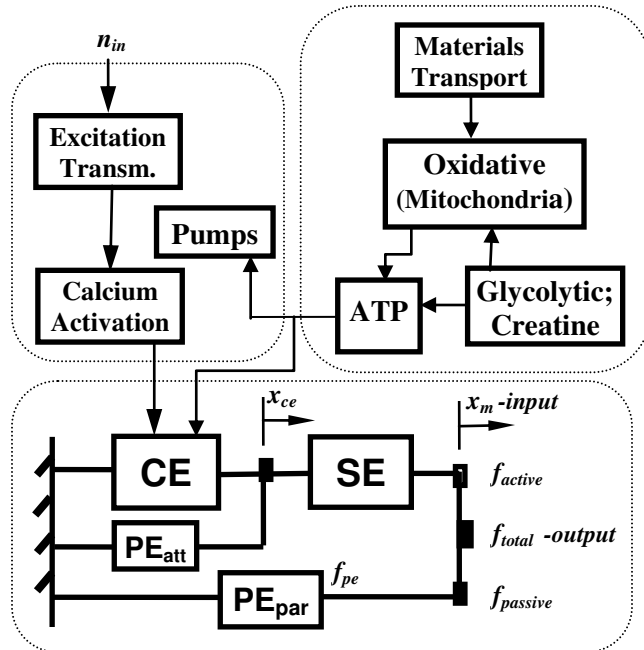 n_in
Materials
Transport
Excitation
Transm.
Oxidative
(Mitochondria)
Pumps
Calcium
Activation
ATP
Glycolytic;
Creatine
x_ce
x_m -input
CE
SE
f_active
PE_att
f_total -output
f_pe
PE_par
f_passive